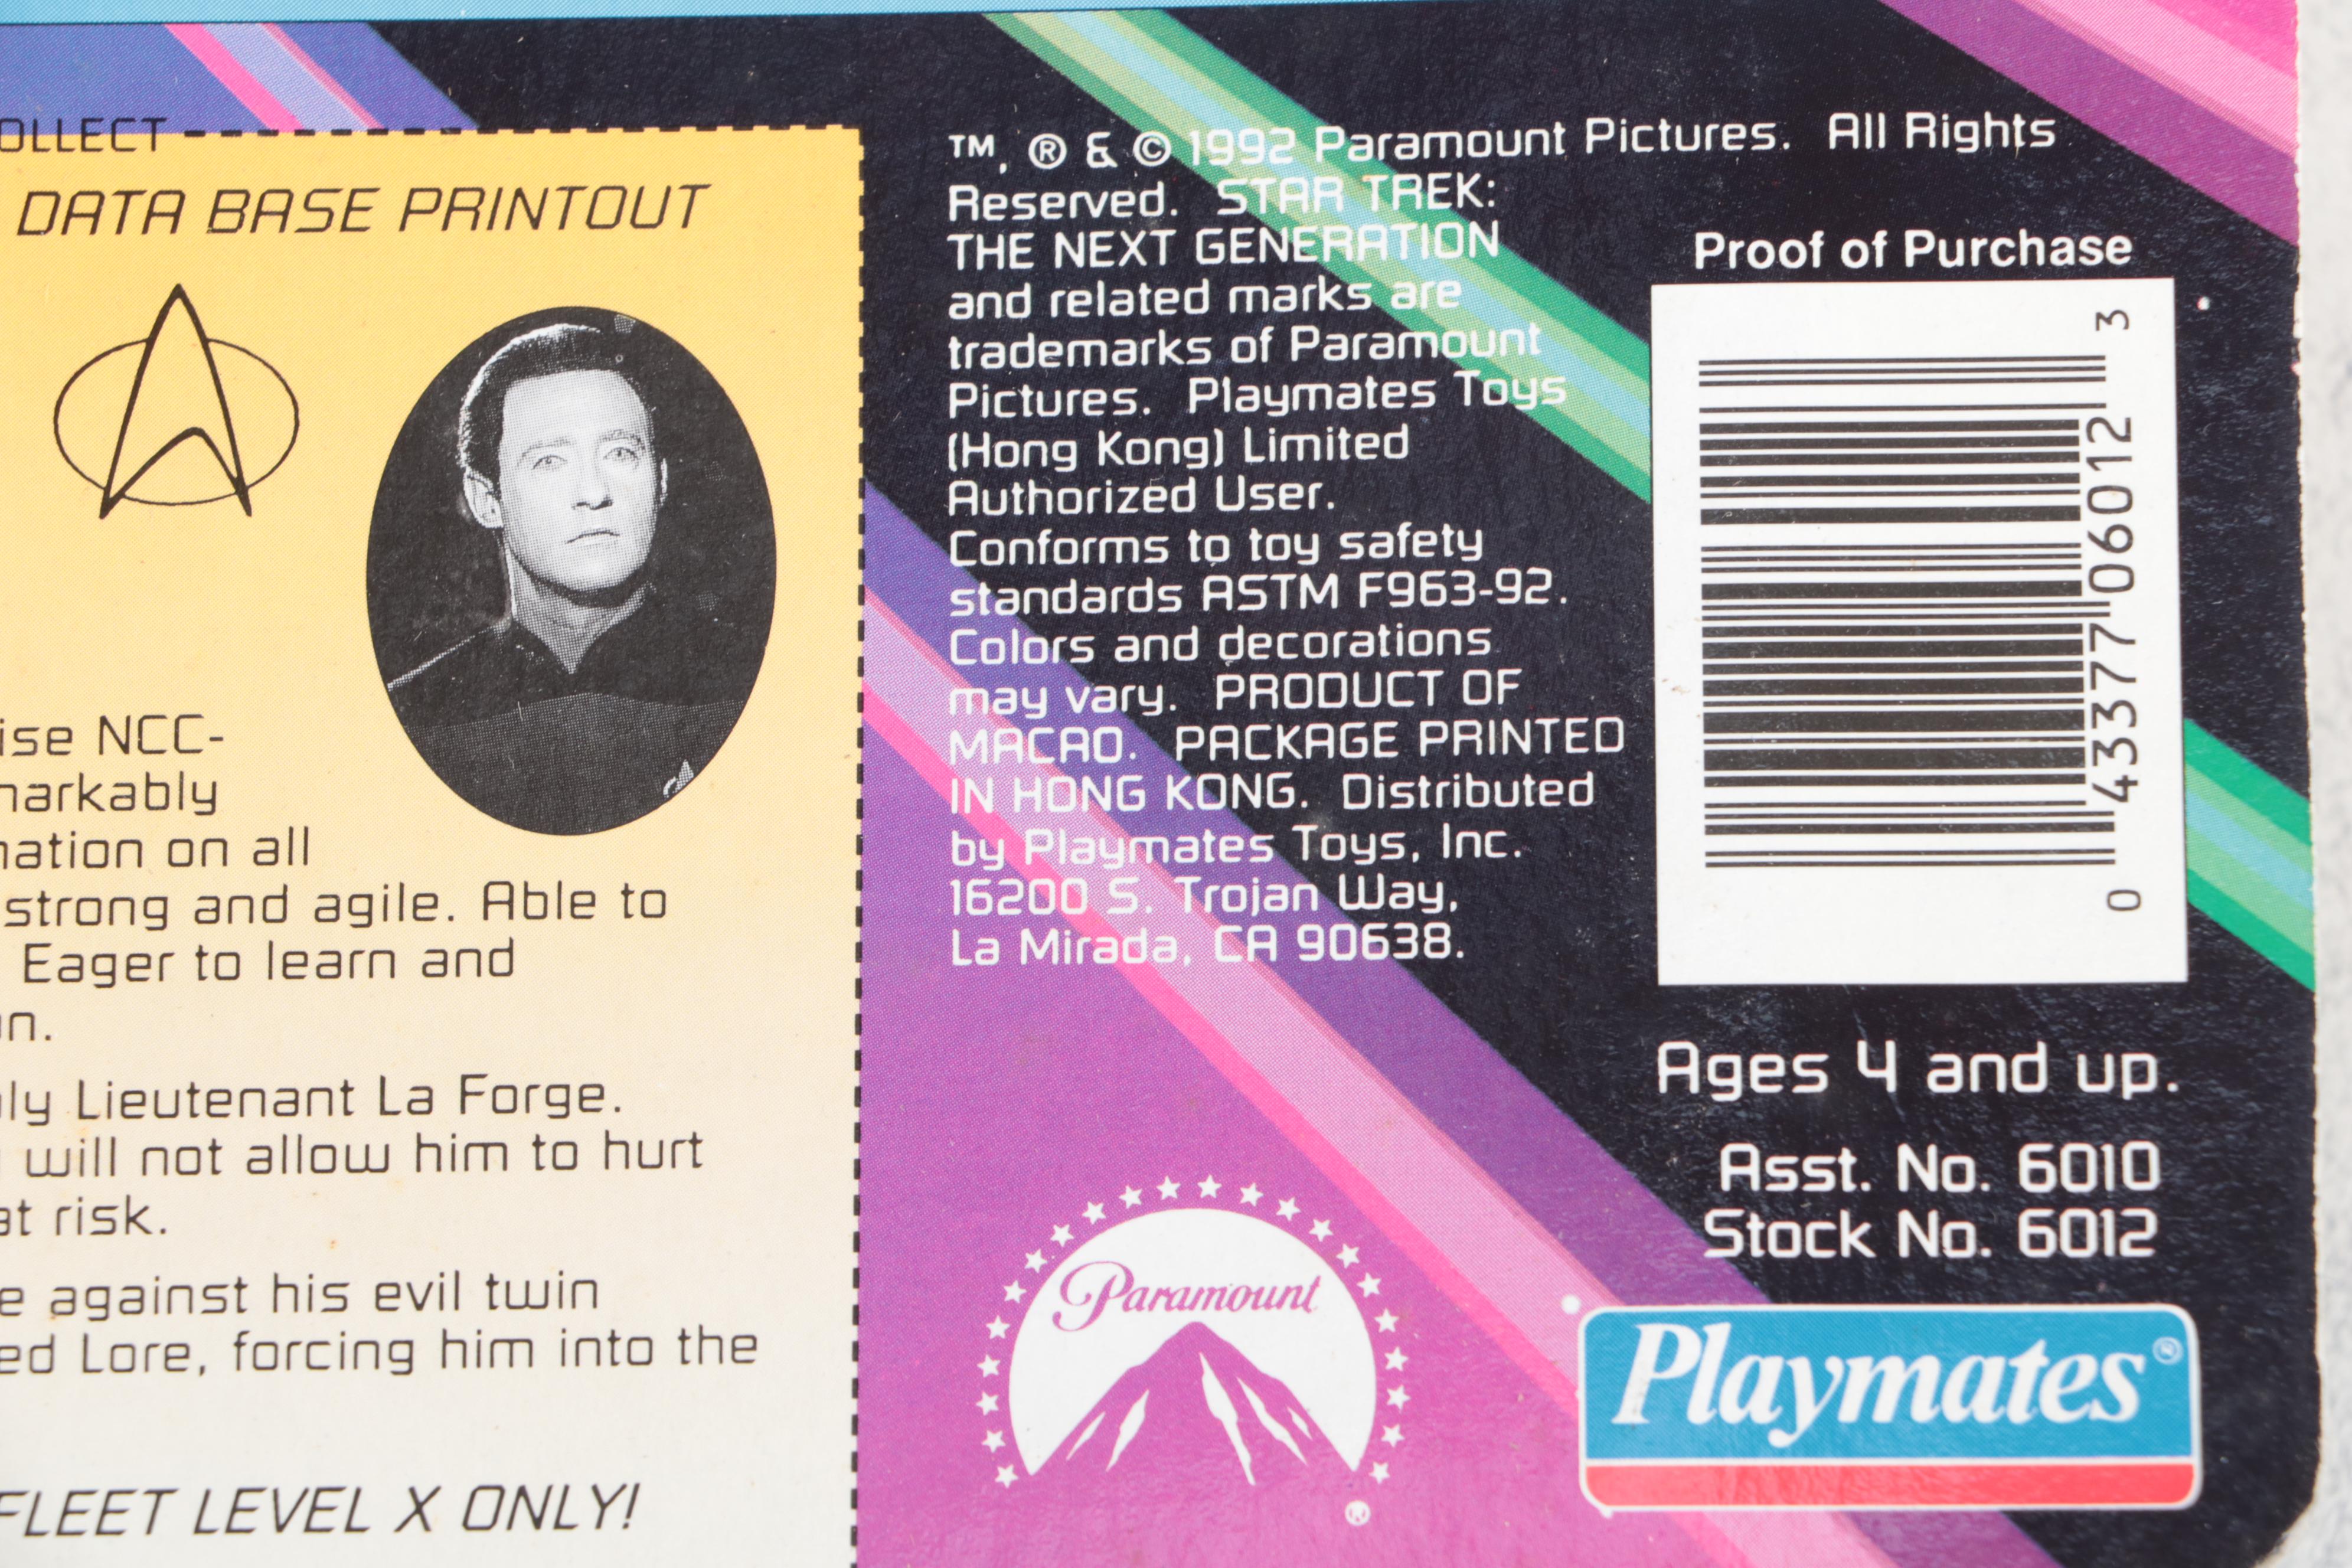 OLLECT
DATA BASE PRINTOUT
ise NCC-
markably
mation on all
strong and agile. Able to
Eager to learn and
on.
ly Lieutenant La Forge.
will not allow him to hurt
at risk.
e against his evil twin
ed Lore, forcing him into the
FLEET LEVEL X ONLY!
™, ® & © 1992 Paramount Pictures. All Rights
Reserved. STAR TREK:
THE NEXT GENERATION
and related marks are
trademarks of Paramount
Pictures. Playmates Toys
(Hong Kong) Limited
Authorized User.
Conforms to toy safety
standards ASTM F963-92.
Colors and decorations
may vary. PRODUCT OF
MACAO. PACKAGE PRINTED
IN HONG KONG. Distributed
by Playmates Toys, Inc.
16200 S. Trojan Way,
La Mirada, CA 90638.
Paramount
®
Proof of Purchase
0 43377 06012 3
Ages 4 and up.
Asst. No. 6010
Stock No. 6012
Playmates®